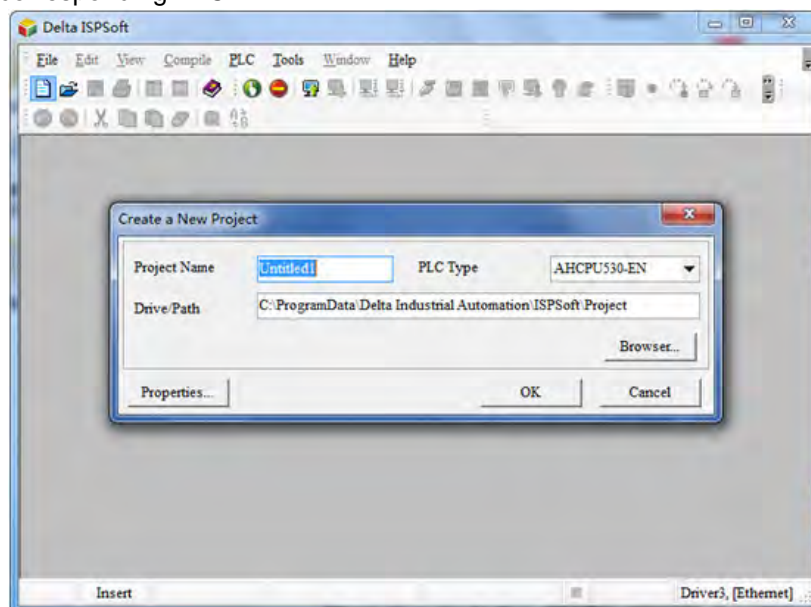 Delta ISPSoft
File Edit View Compile PLC Tools Window Help
Create a New Project
Project Name Untitled1 PLC Type AHCPU530-EN
Drive/Path C:\ProgramData\Delta Industrial Automation\ISPSoft\Project
Browser...
Properties... OK Cancel
Insert Driver3, [Ethernet]